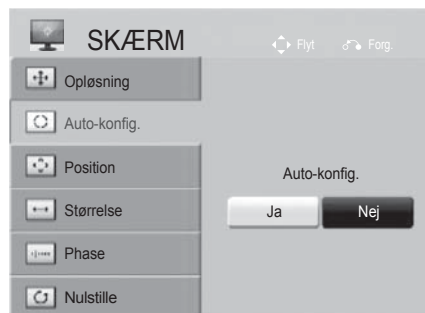 SKÆRM
Flyt
Forg.
Opløsning
Auto-konfig.
Position
Størrelse
Phase
Nulstille
Auto-konfig.
Ja
Nej